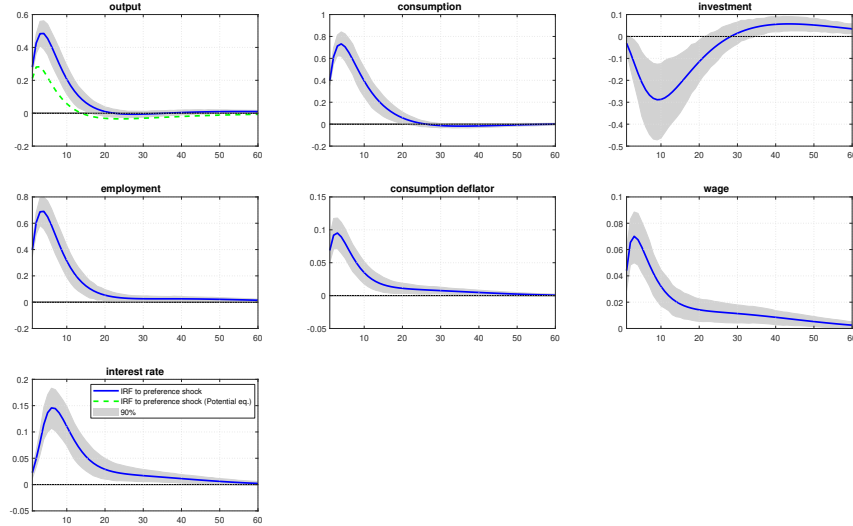 output
0.6
0.4
0.2
0
-0.2
10 20 30 40 50 60
consumption
1
0.8
0.6
0.4
0.2
0
-0.2
10 20 30 40 50 60
investment
0.1
0
-0.1
-0.2
-0.3
-0.4
-0.5
10 20 30 40 50 60
employment
0.8
0.6
0.4
0.2
0
-0.2
10 20 30 40 50 60
consumption deflator
0.15
0.1
0.05
0
-0.05
10 20 30 40 50 60
wage
0.1
0.08
0.06
0.04
0.02
0
10 20 30 40 50 60
interest rate
0.2
0.15
0.1
0.05
0
-0.05
10 20 30 40 50 60
IRF to preference shock
IRF to preference shock (Potential eq.)
90%